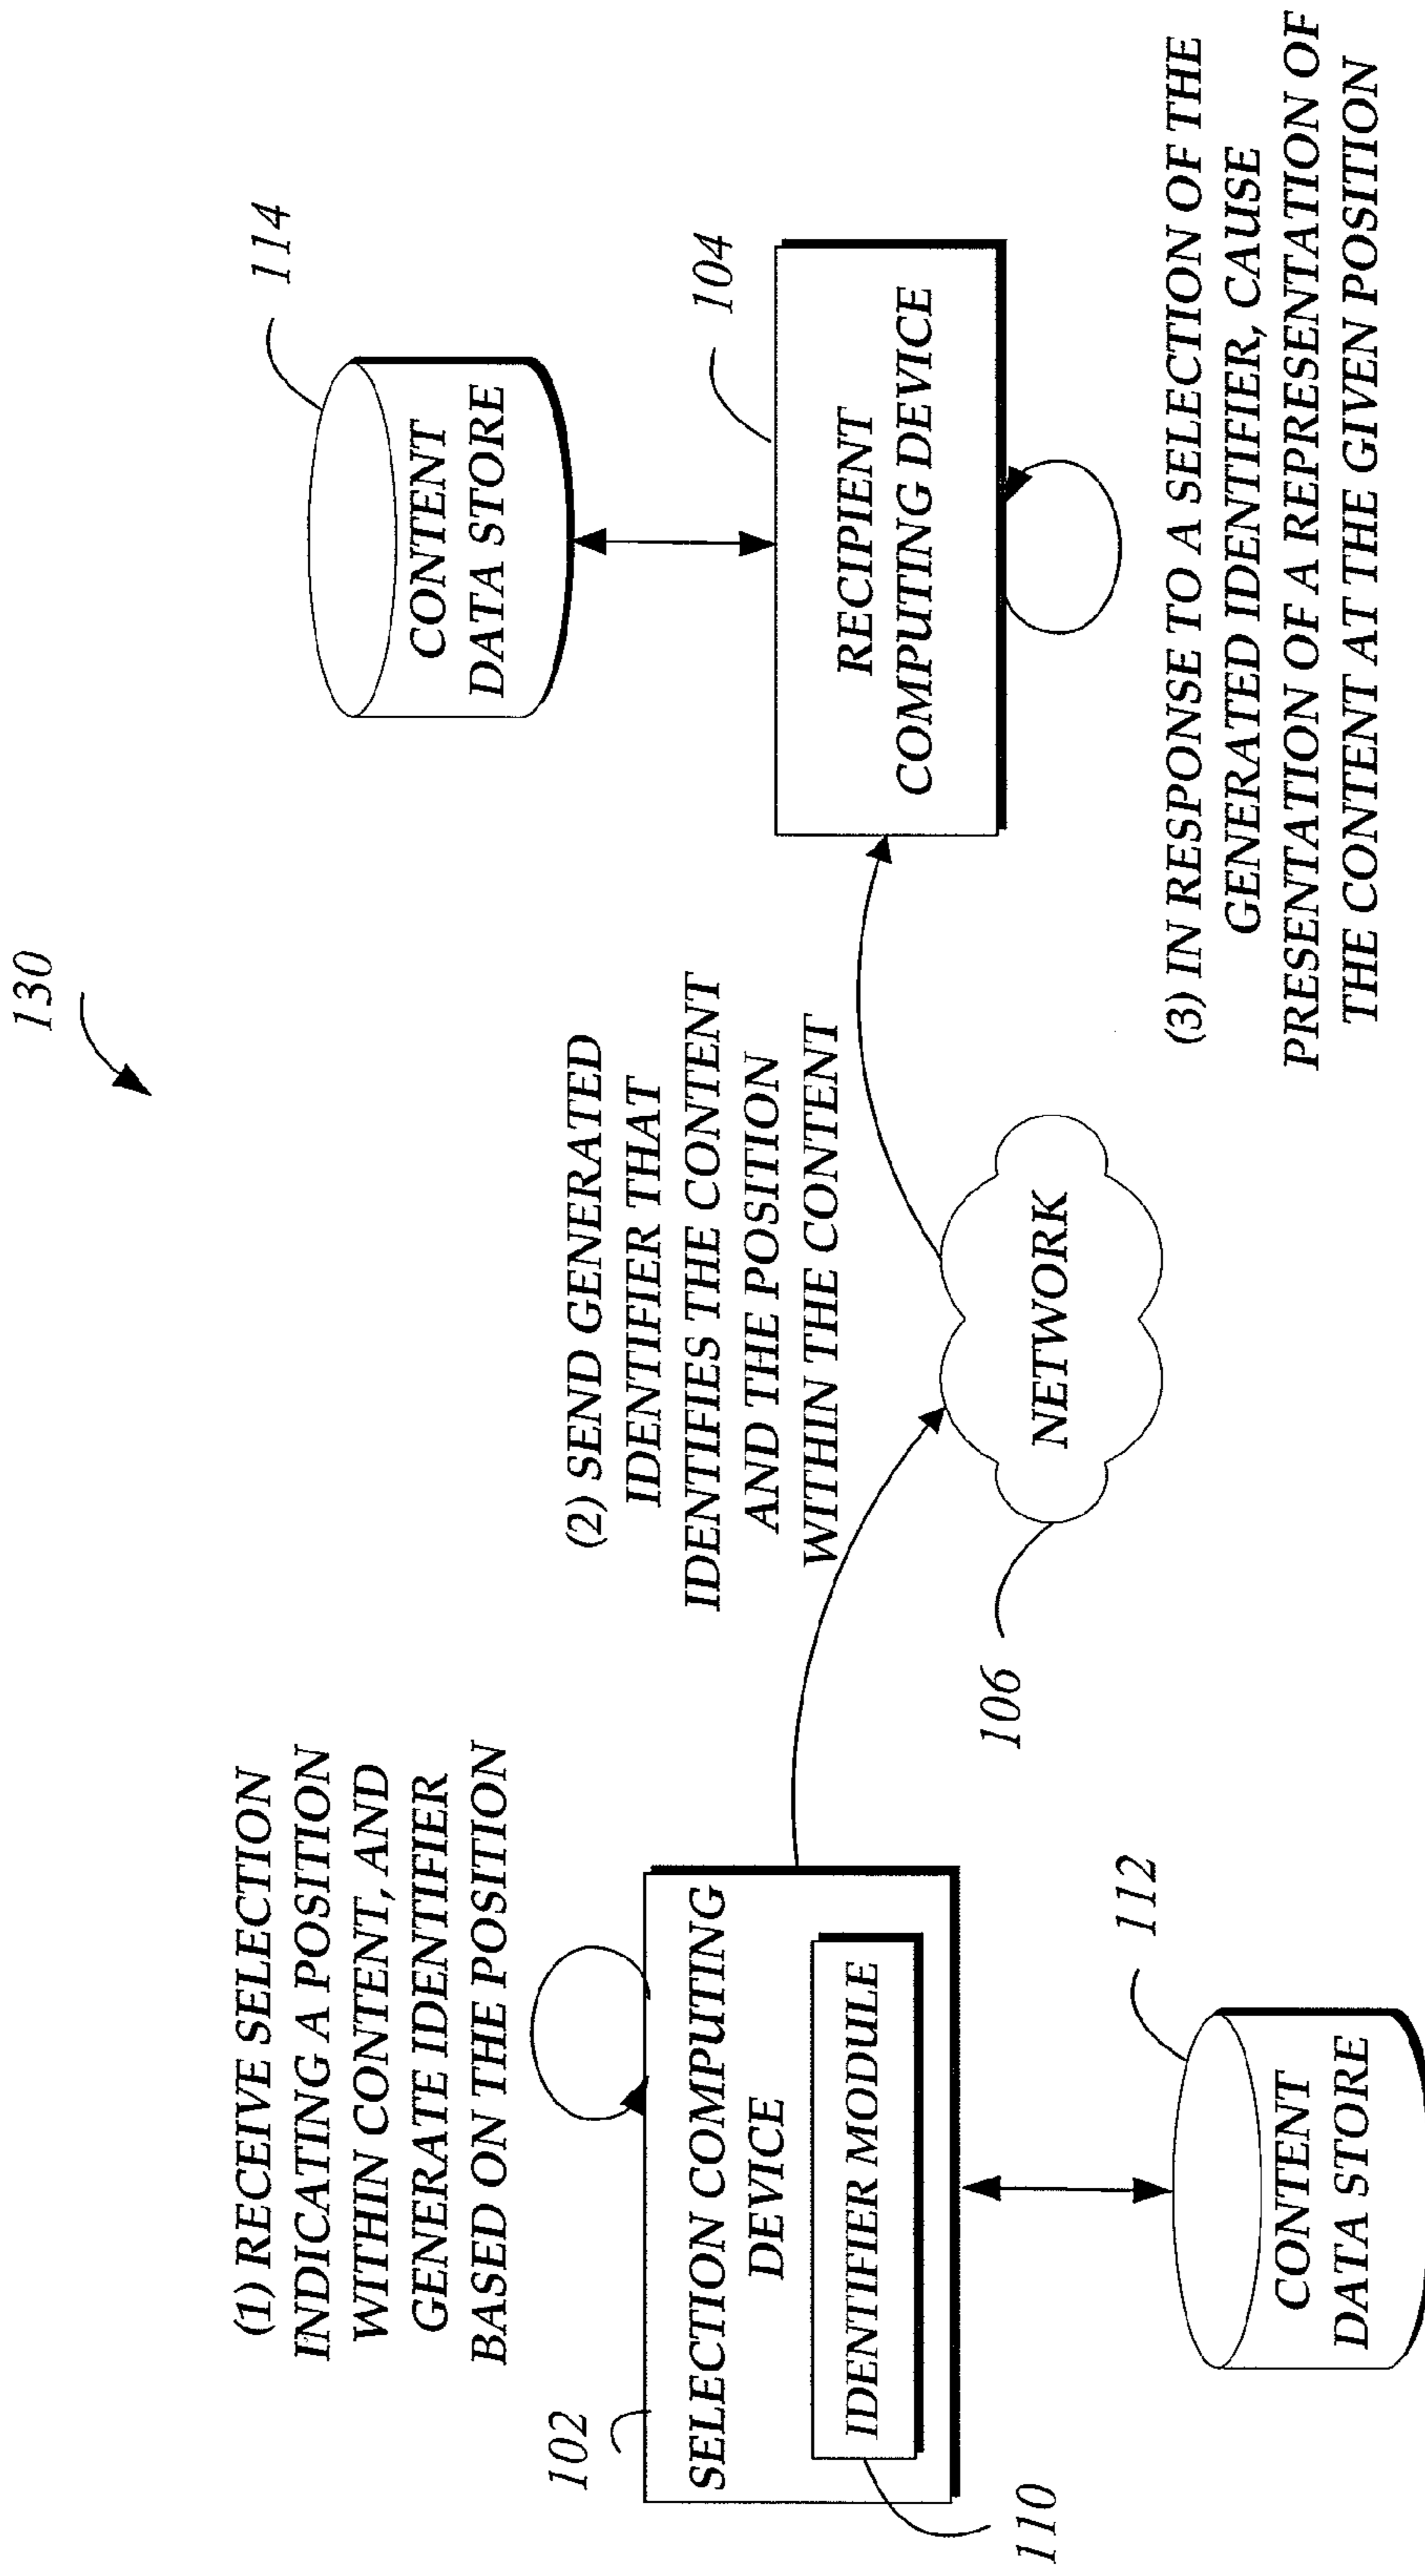 130
(1) RECEIVE SELECTION
INDICATING A POSITION
WITHIN CONTENT, AND
GENERATE IDENTIFIER
BASED ON THE POSITION
102
SELECTION COMPUTING
DEVICE
IDENTIFIER MODULE
110
112
CONTENT
DATA STORE
(2) SEND GENERATED
IDENTIFIER THAT
IDENTIFIES THE CONTENT
AND THE POSITION
WITHIN THE CONTENT
106
NETWORK
114
CONTENT
DATA STORE
104
RECIPIENT
COMPUTING DEVICE
(3) IN RESPONSE TO A SELECTION OF THE
GENERATED IDENTIFIER, CAUSE
PRESENTATION OF A REPRESENTATION OF
THE CONTENT AT THE GIVEN POSITION